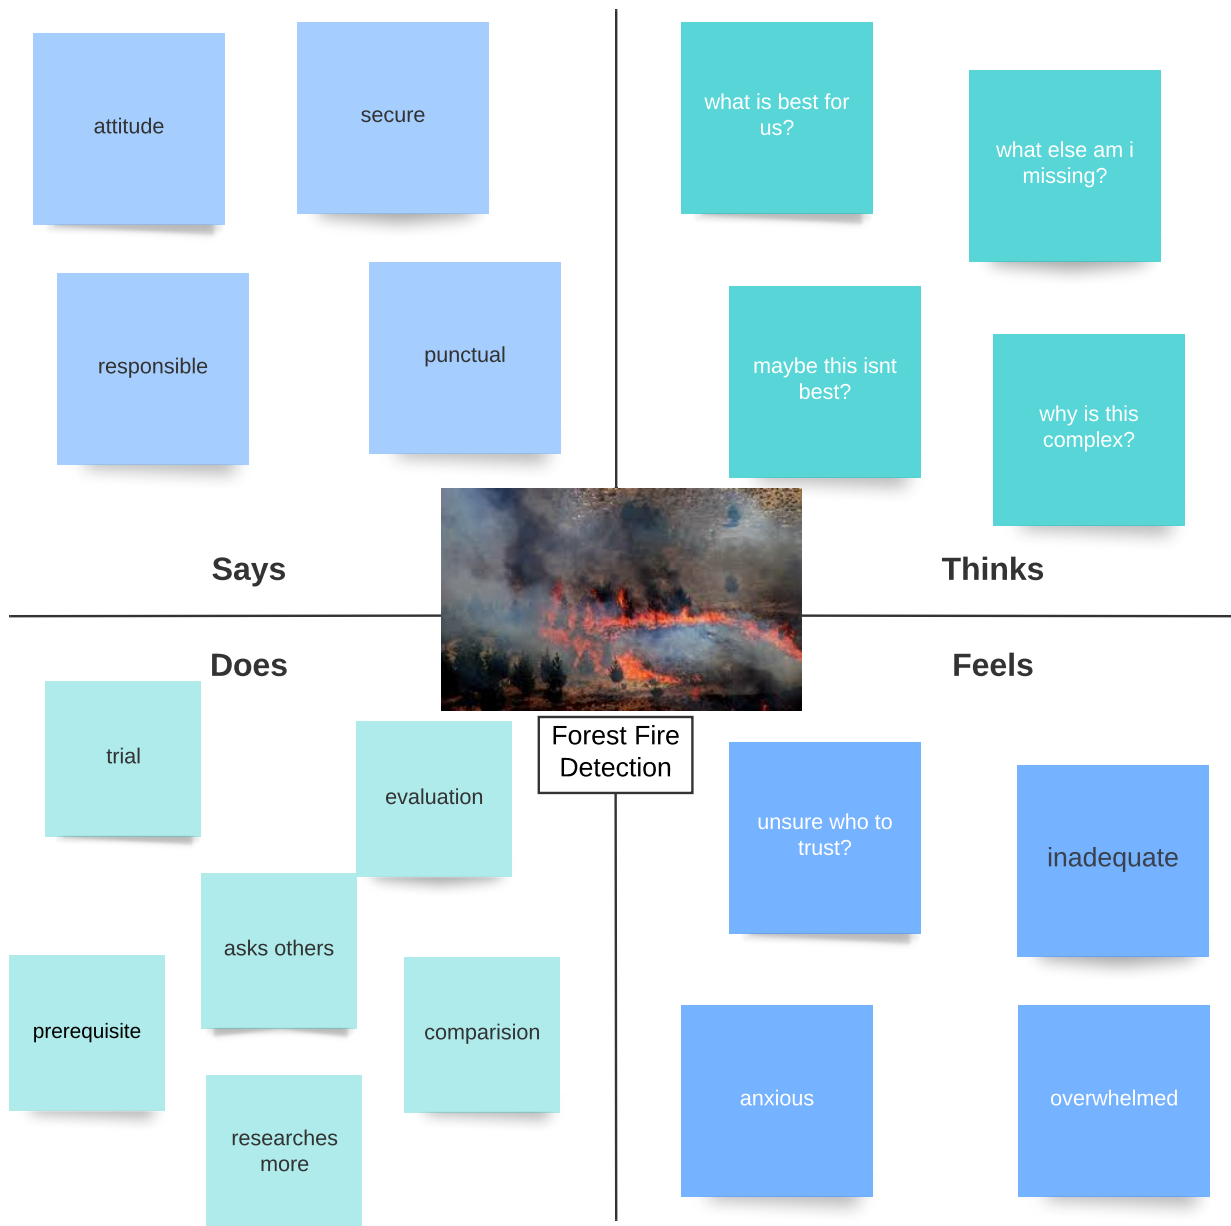 attitude
secure
responsible
punctual
Says
what is best for
us?
what else am i
missing?
maybe this isnt
best?
why is this
complex?
Thinks
Does
trial
evaluation
asks others
prerequisite
comparision
researches
more
Forest Fire
Detection
Feels
unsure who to
trust?
inadequate
anxious
overwhelmed